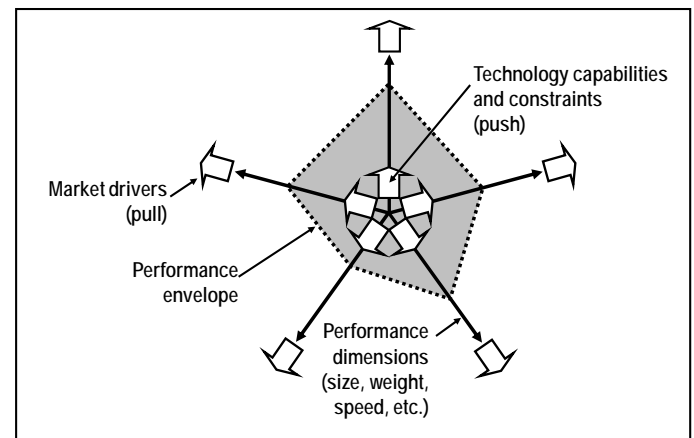 Technology capabilities
and constraints
(push)
Market drivers
(pull)
Performance
envelope
Performance
dimensions
(size, weight,
speed, etc.)